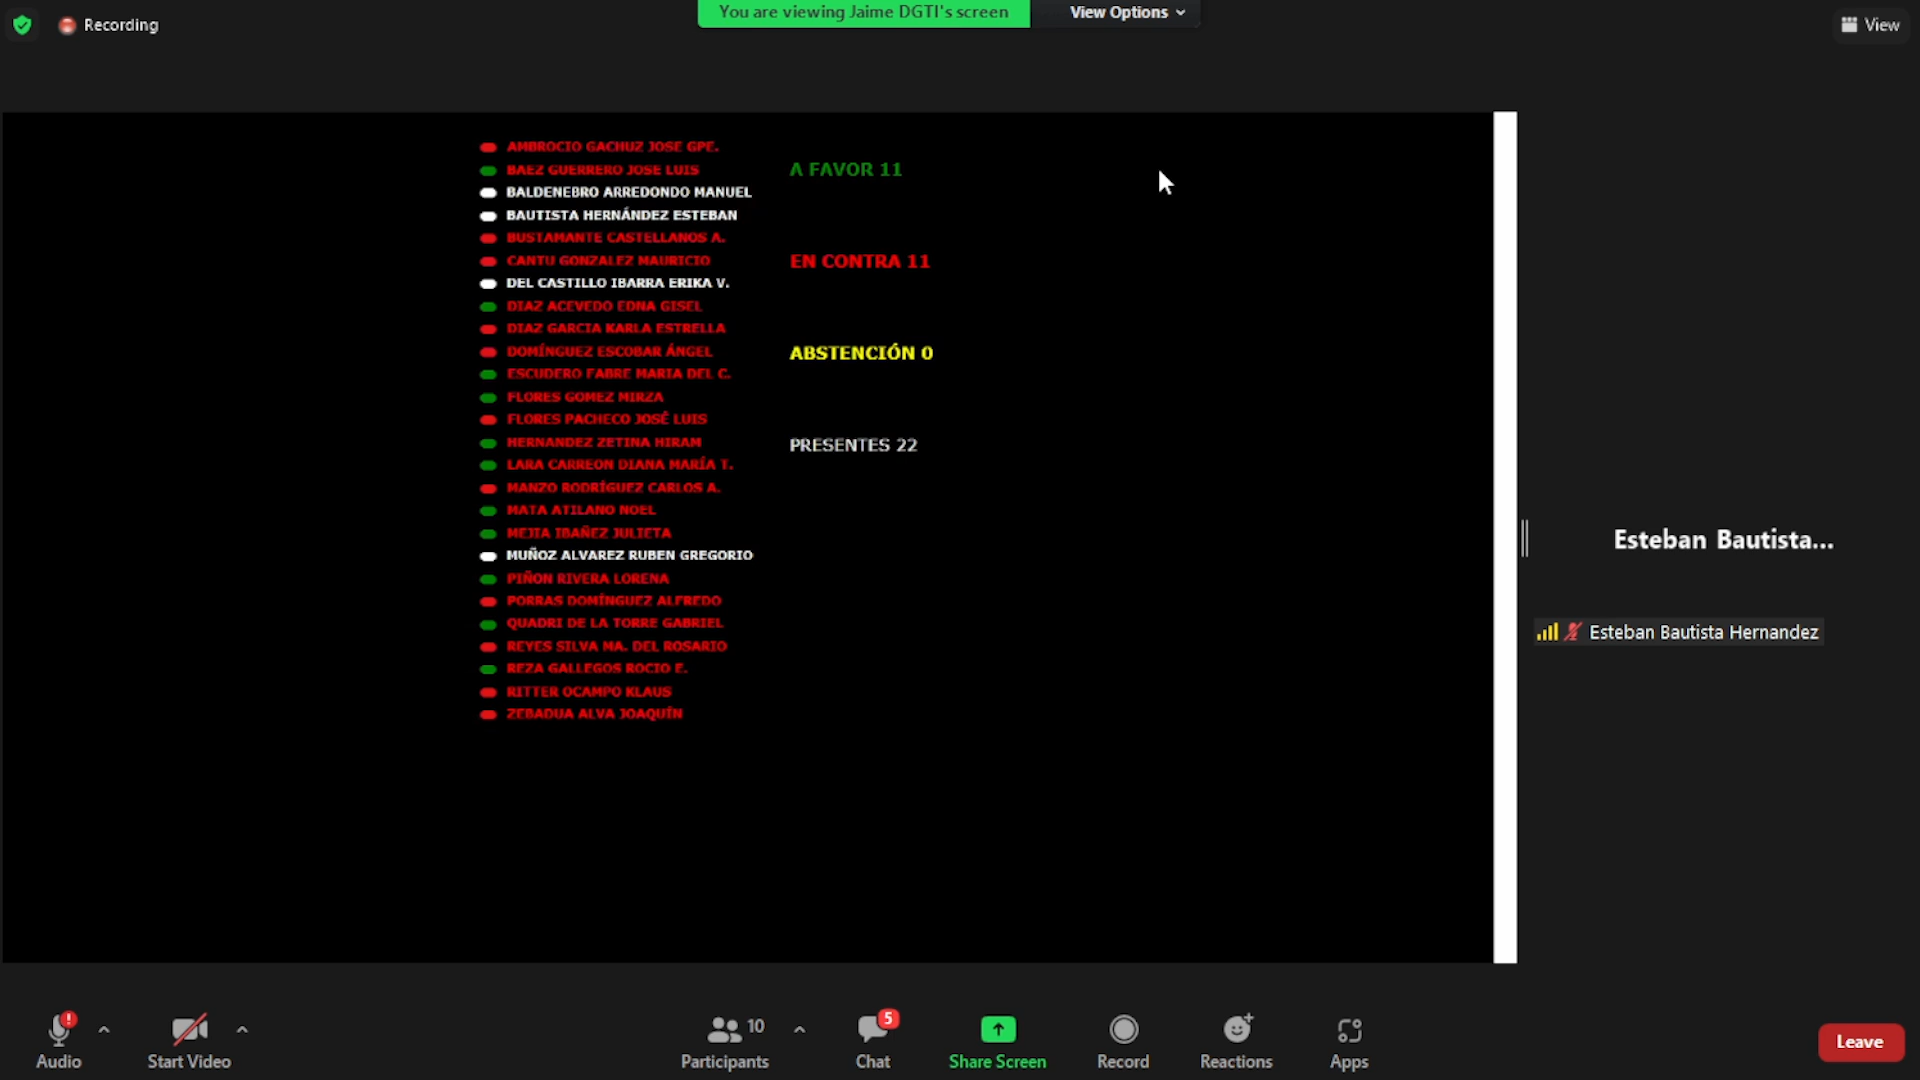 Recording
You are viewing Jaime DGTI's screen
View Options
View
AMBROCIO GACHUZ JOSE GPE.
BAEZ GUERRERO JOSE LUIS
BALDENEBRO ARREDONDO MANUEL
BAUTISTA HERNÁNDEZ ESTEBAN
BUSTAMANTE CASTELLANOS A.
CANTU GONZALEZ MAURICIO
DEL CASTILLO IBARRA ERIKA V.
DIAZ ACEVEDO EDNA GISEL
DIAZ GARCIA KARLA ESTRELLA
DOMÍNGUEZ ESCOBAR ÁNGEL
ESCUDERO FABRE MARIA DEL C.
FLORES GOMEZ MIRZA
FLORES PACHECO JOSÉ LUIS
HERNANDEZ ZETINA HIRAM
LARA CARREON DIANA MARÍA T.
MANZO RODRÍGUEZ CARLOS A.
MATA ATILANO NOEL
MEJIA IBAÑEZ JULIETA
MUÑOZ ALVAREZ RUBEN GREGORIO
PIÑON RIVERA LORENA
PORRAS DOMÍNGUEZ ALFREDO
QUADRI DE LA TORRE GABRIEL
REYES SILVA MA. DEL ROSARIO
REZA GALLEGOS ROCIO E.
RITTER OCAMPO KLAUS
ZEBADUA ALVA JOAQUÍN
A FAVOR 11
EN CONTRA 11
ABSTENCIÓN 0
PRESENTES 22
Esteban Bautista...
Esteban Bautista Hernandez
Audio
Start Video
10
Participants
5
Chat
Share Screen
Record
Reactions
Apps
Leave